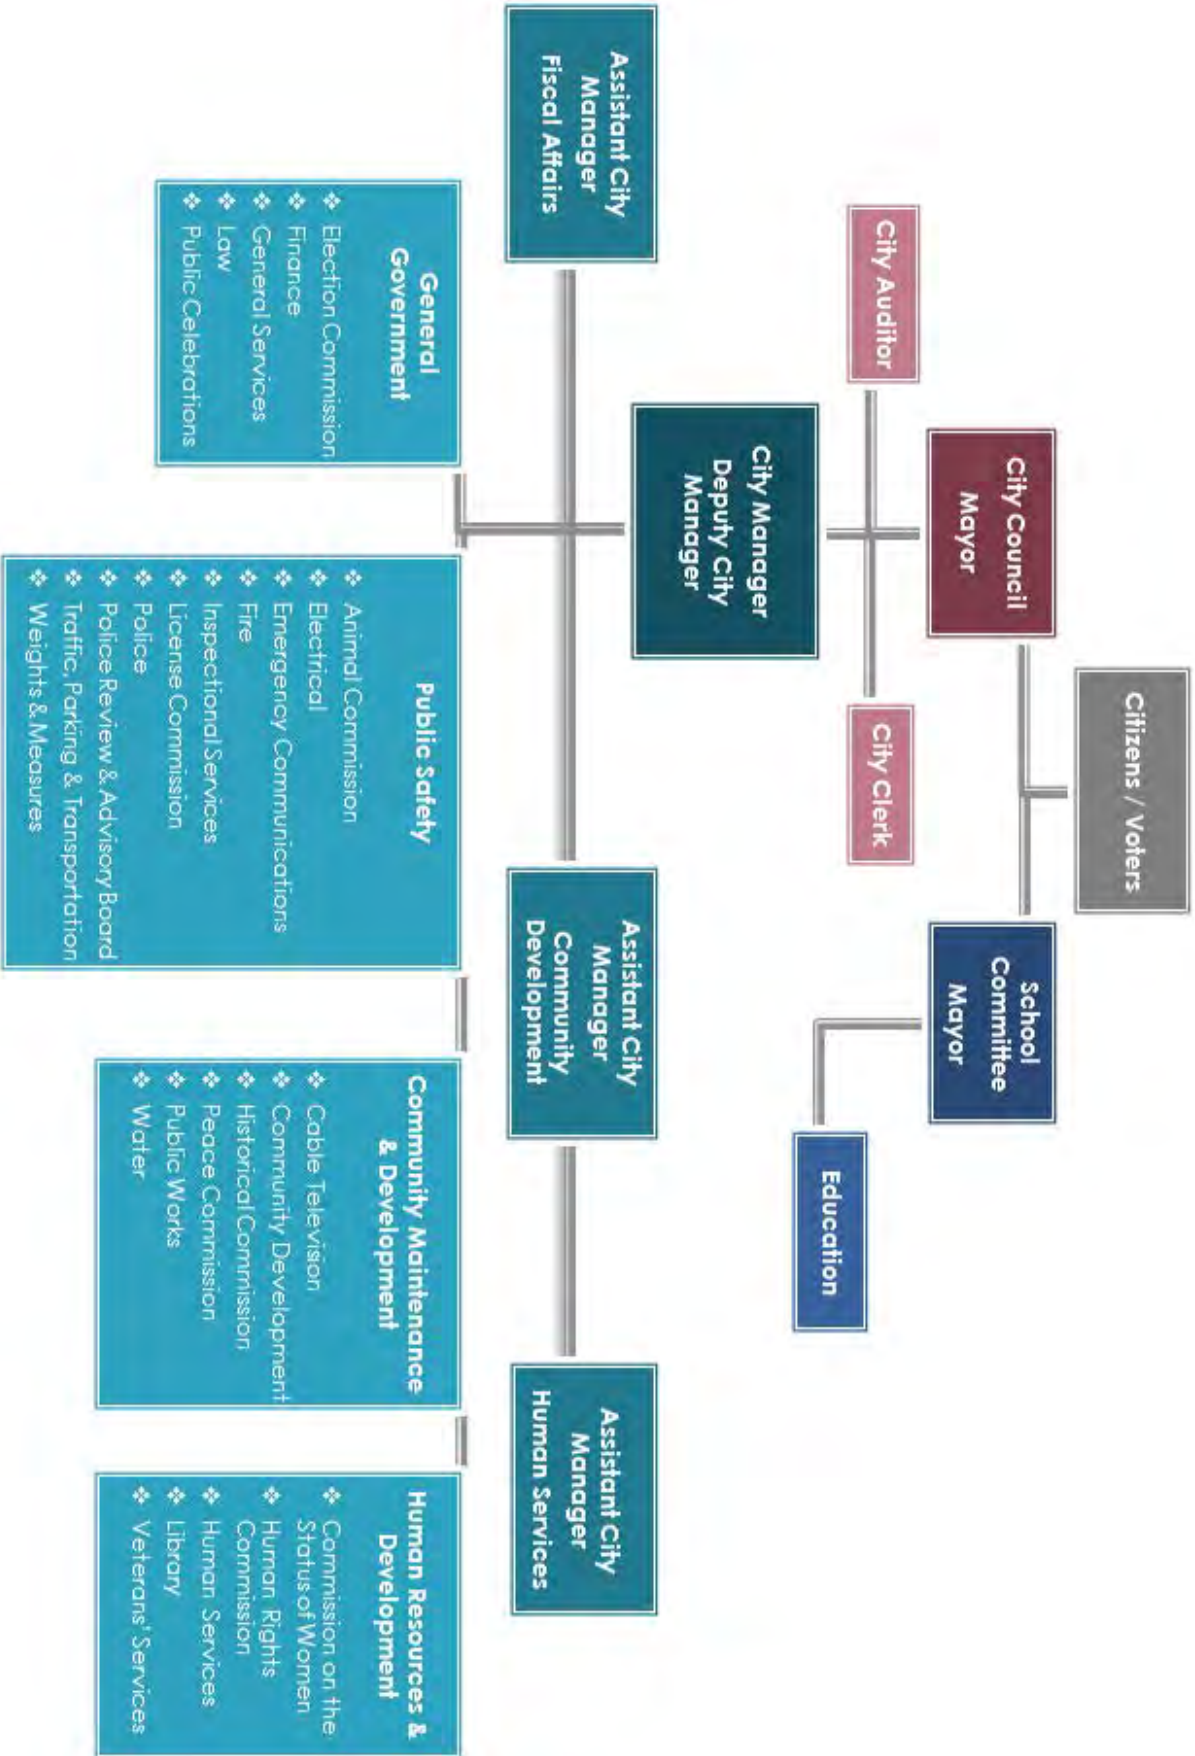 Citizens / Voters
City Council
Mayor
School
Committee
Mayor
City Auditor
City Clerk
Education
City Manager
Deputy City
Manager
Assistant City
Manager
Fiscal Affairs
Assistant City
Manager
Community
Development
Assistant City
Manager
Human Services
General
Government
❖ Election Commission
❖ Finance
❖ General Services
❖ Law
❖ Public Celebrations
Public Safety
❖ Animal Commission
❖ Electrical
❖ Emergency Communications
❖ Fire
❖ Inspectional Services
❖ License Commission
❖ Police
❖ Police Review & Advisory Board
❖ Traffic, Parking & Transportation
❖ Weights & Measures
Community Maintenance
& Development
❖ Cable Television
❖ Community Development
❖ Historical Commission
❖ Peace Commission
❖ Public Works
❖ Water
Human Resources &
Development
❖ Commission on the
Status of Women
❖ Human Rights
Commission
❖ Human Services
❖ Library
❖ Veterans' Services